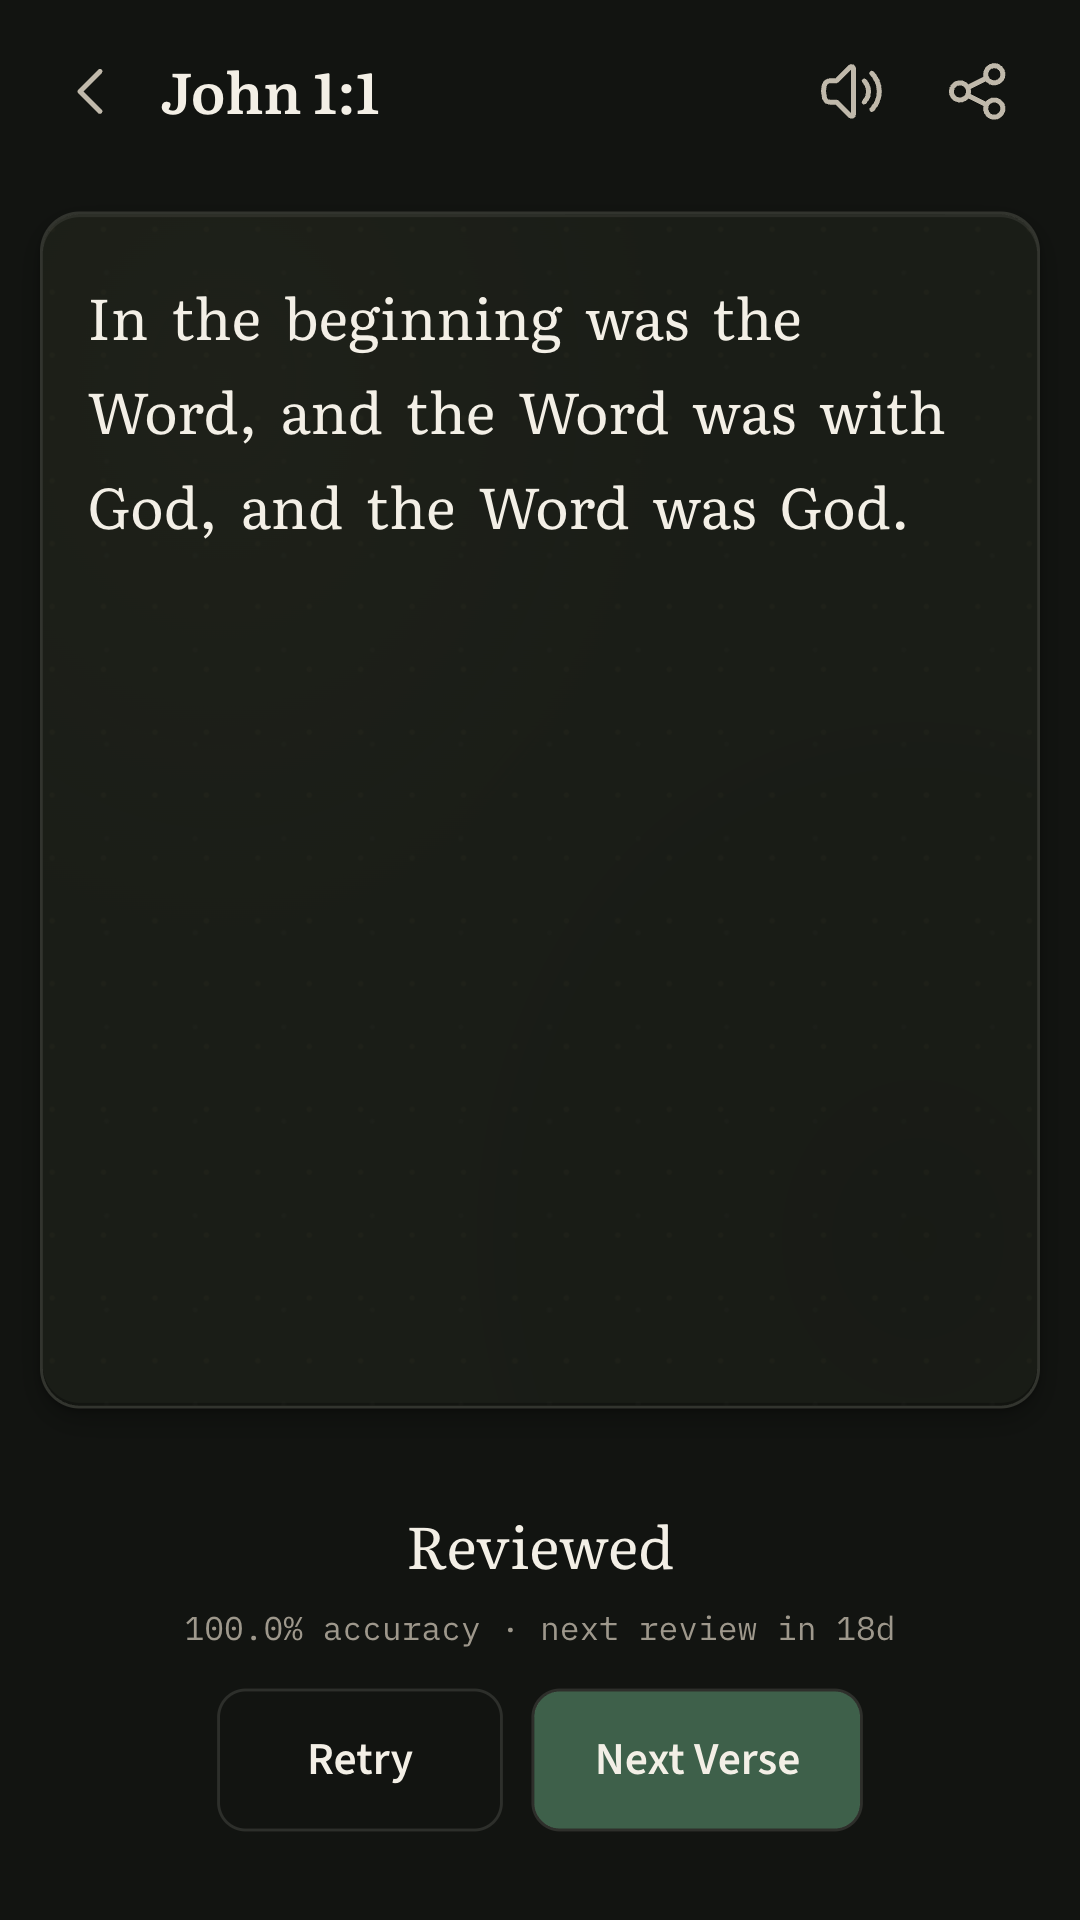 John 1:1
In the beginning was the
Word, and the Word was with
God, and the Word was God.
Reviewed
100.0% accuracy · next review in 18d
Retry
Next Verse